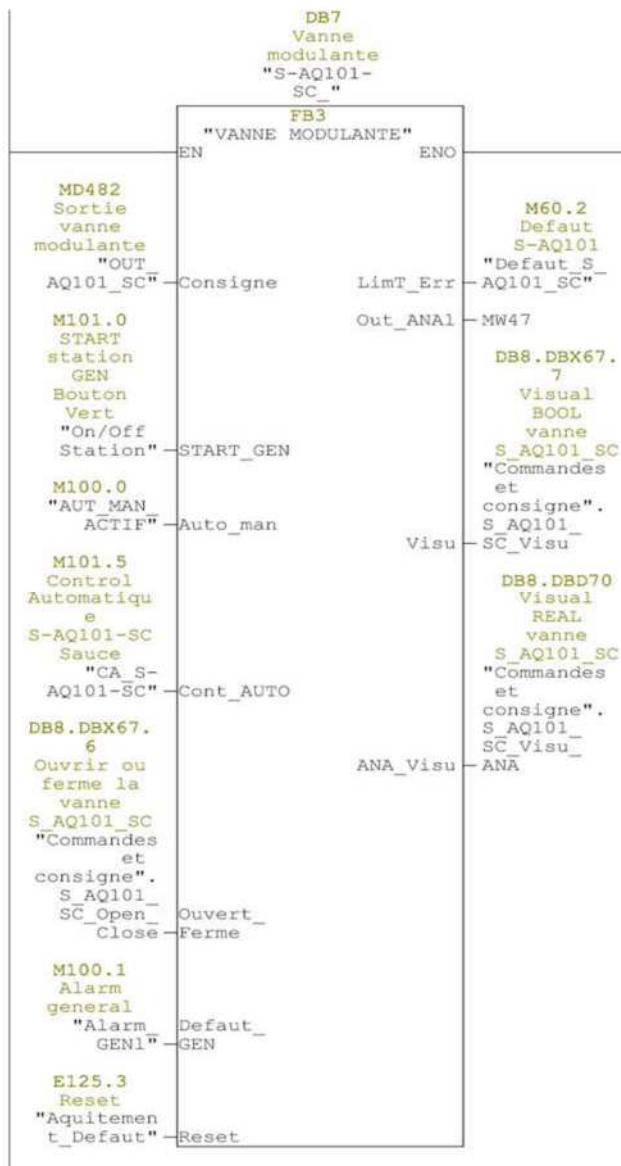 DB7
Vanne
modulante
"S-AQ101-
SC_"
FB3
"VANNE MODULANTE"
EN
ENO
MD482
Sortie
vanne
modulante
"OUT_
AQ101_SC"
Consigne
M101.0
START
station
GEN
Bouton
Vert
"On/Off
Station"
START_GEN
M100.0
"AUT_MAN_
ACTIF"
Auto_man
M101.5
Control
Automatiqu
e
S-AQ101-SC
Sauce
"CA_S-
AQ101-SC"
Cont_AUTO
DB8.DBX67.
6
Ouvrir ou
ferme la
vanne
S_AQ101_SC
"Commandes
et
consigne".
S_AQ101_
SC_Open_
Close
Ouvert_
Ferme
M100.1
Alarm
general
"Alarm_
GEN1"
Defaut_
GEN
E125.3
Reset
"Aquitemen
t_Defaut"
Reset
M60.2
Defaut
S-AQ101
"Defaut_S_
AQ101_SC"
LimT_Err
Out_ANAl
MW47
DB8.DBX67.
7
Visual
BOOL
vanne
S_AQ101_SC
"Commandes
et
consigne".
S_AQ101_
SC_Visu
Visu
DB8.DBD70
Visual
REAL
vanne
S_AQ101_SC
"Commandes
et
consigne".
S_AQ101_
SC_Visu_
ANA
ANA_Visu